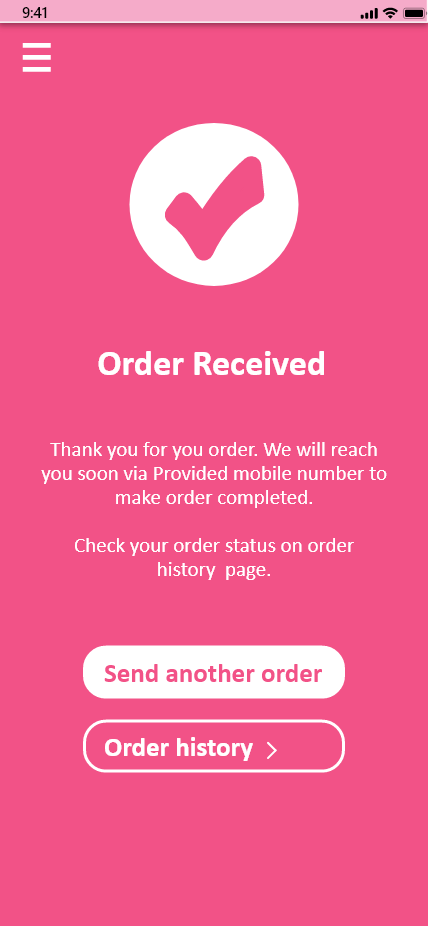 9:41
Order Received
Thank you for you order. We will reach
you soon via Provided mobile number to
make order completed.
Check your order status on order
history  page.
Send another order
Order history